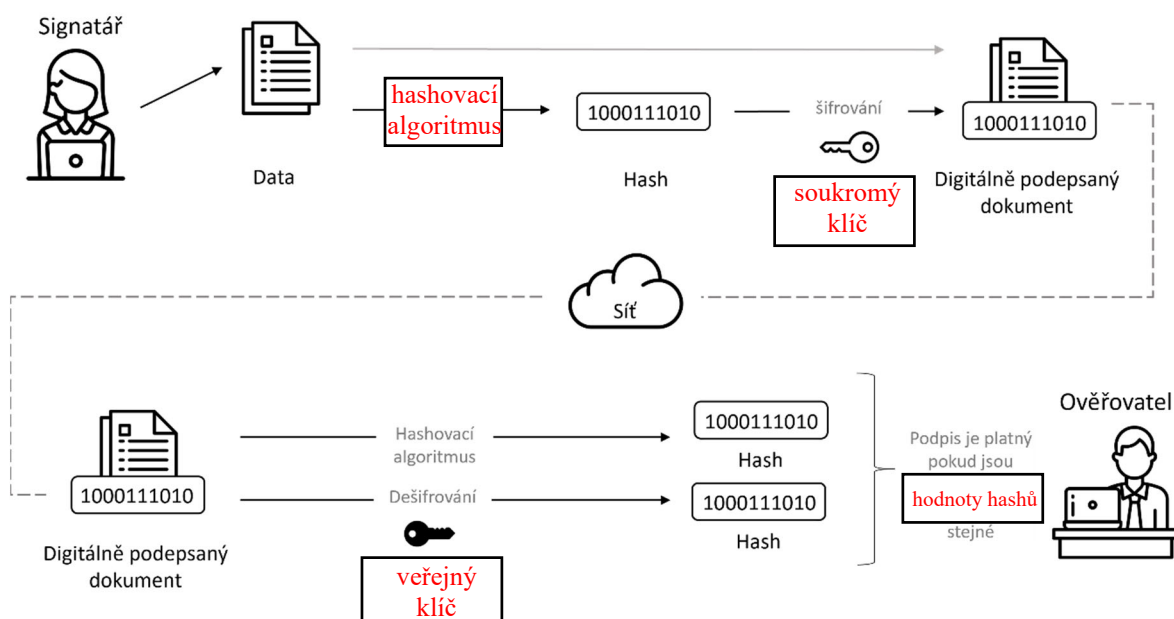 Signatář
hashovací
algoritmus
1000111010
šifrování
1000111010
Data
Hash
soukromý
klíč
Digitálně podepsaný
dokument
Síť
Ověřovatel
1000111010
Hashovací
algoritmus
1000111010
Hash
Podpis je platný
pokud jsou
hodnoty hashů
stejné
Dešifrování
1000111010
Hash
Digitálně podepsaný
dokument
veřejný
klíč